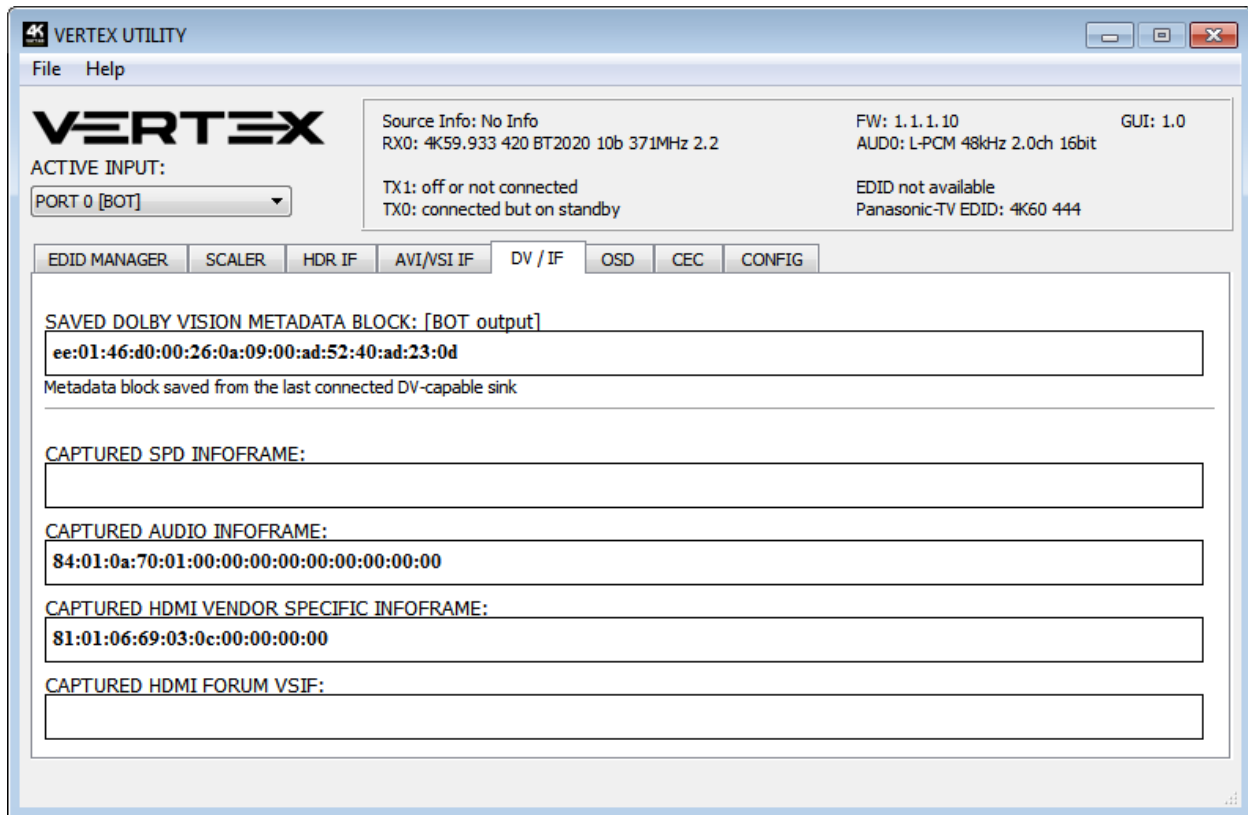 VERTEX UTILITY
File Help
VERTEX
ACTIVE INPUT:
PORT 0 [BOT]
Source Info: No Info
RX0: 4K59.933 420 BT2020 10b 371MHz 2.2
TX1: off or not connected
TX0: connected but on standby
FW: 1.1.1.10 GUI: 1.0
AUD0: L-PCM 48kHz 2.0ch 16bit
EDID not available
Panasonic-TV EDID: 4K60 444
EDID MANAGER SCALER HDR IF AVI/VSI IF DV / IF OSD CEC CONFIG
SAVED DOLBY VISION METADATA BLOCK: [BOT output]
ee:01:46:d0:00:26:0a:09:00:ad:52:40:ad:23:0d
Metadata block saved from the last connected DV-capable sink
CAPTURED SPD INFOFRAME:
CAPTURED AUDIO INFOFRAME:
84:01:0a:70:01:00:00:00:00:00:00:00:00:00
CAPTURED HDMI VENDOR SPECIFIC INFOFRAME:
81:01:06:69:03:0c:00:00:00:00
CAPTURED HDMI FORUM VSIF: